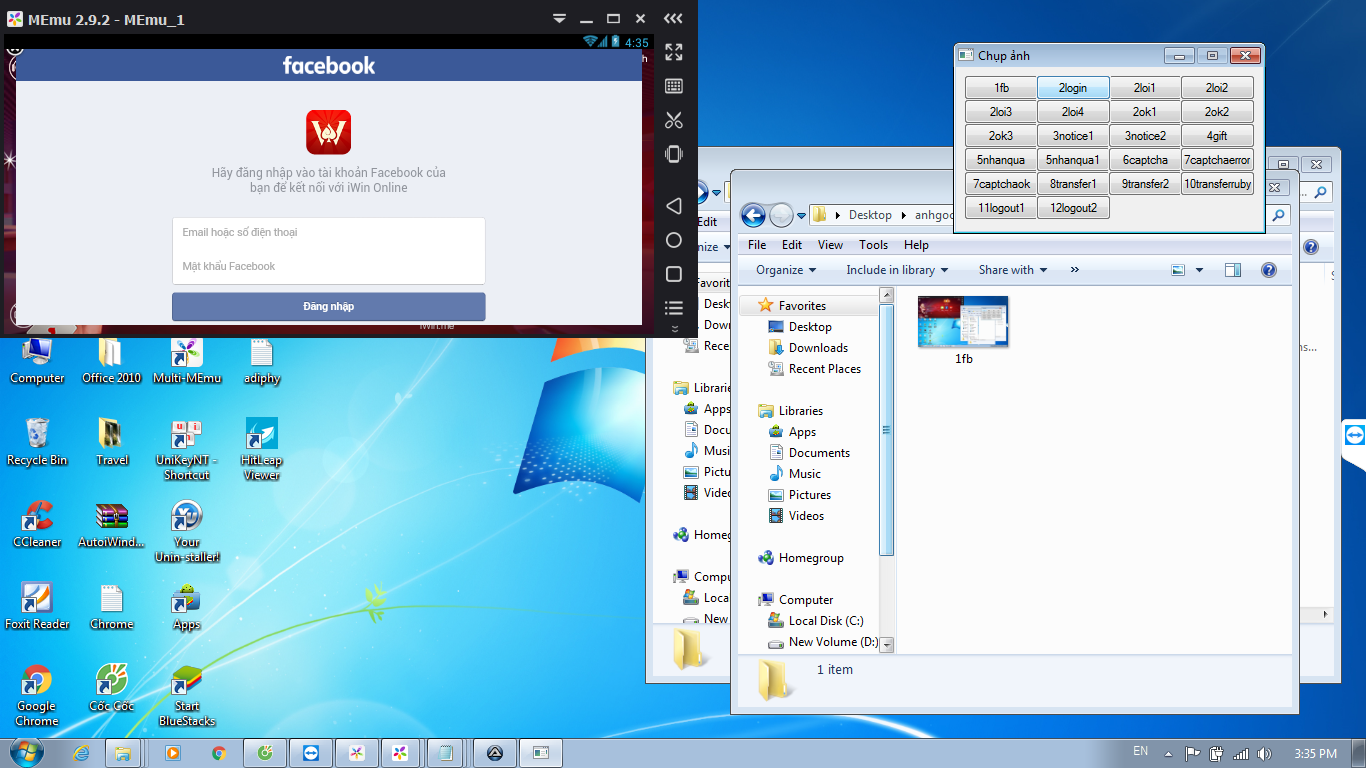 MEmu 2.9.2 - MEmu_1
4:35
facebook
Hãy đăng nhập vào tài khoản Facebook của
bạn để kết nối với iWin Online
Email hoặc số điện thoại
Mật khẩu Facebook
Đăng nhập
iwin.me
Chụp ảnh
1fb 2login 2loi1 2loi2
2loi3 2loi4 2ok1 2ok2
2ok3 3notice1 3notice2 4gift
5nhanqua 5nhanqua1 6captcha 7captchaerror
7captchaok 8transfer1 9transfer2 10transferruby
11logout1 12logout2
Desktop anhgoc
File Edit View Tools Help
Organize Include in library Share with »
Favorites
Desktop
Downloads
Recent Places
Libraries
Apps
Documents
Music
Pictures
Videos
Homegroup
Computer
Local Disk (C:)
New Volume (D:)
1fb
1 item
Edit
Favorit
Deskt
Down
Rece
Librarie
Apps
Docu
Musi
Pictu
Video
Homeg
Compu
Loca
New
Computer Office 2010 Multi-MEmu adiphy
Recycle Bin Travel UniKeyNT - Shortcut HitLeap Viewer
CCleaner AutoiWind... Your Unin-staller!
Foxit Reader Chrome Apps
Google Chrome Cốc Cốc Start BlueStacks
EN 3:35 PM